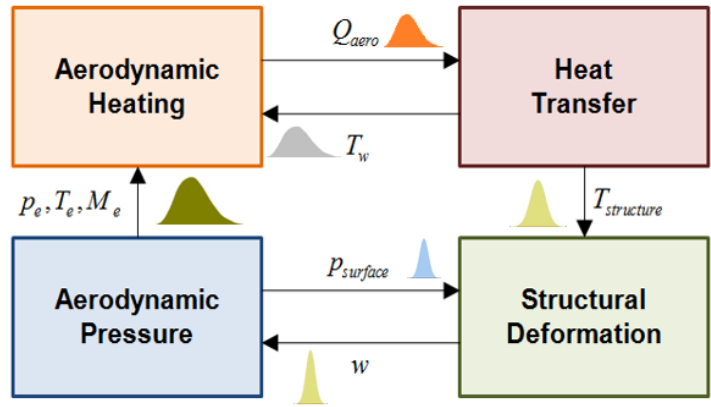 Q_aero
Aerodynamic
Heating
Heat
Transfer
T_w
p_e, T_e, M_e
T_structure
p_surface
Aerodynamic
Pressure
Structural
Deformation
w